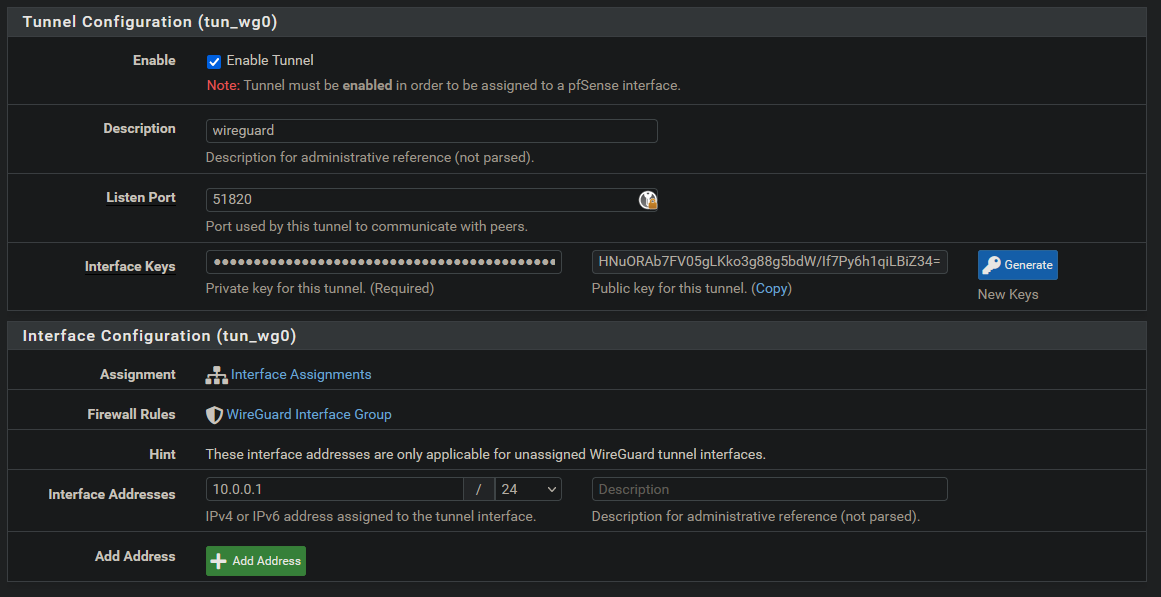 Tunnel Configuration (tun_wg0)
Enable
Enable Tunnel
Note: Tunnel must be enabled in order to be assigned to a pfSense interface.
Description
wireguard
Description for administrative reference (not parsed).
Listen Port
51820
Port used by this tunnel to communicate with peers.
Interface Keys
HNuORAb7FV05gLKko3g88g5bdW/If7Py6h1qiLBiZ34=
Generate
Private key for this tunnel. (Required)
Public key for this tunnel. (Copy)
New Keys
Interface Configuration (tun_wg0)
Assignment
Interface Assignments
Firewall Rules
WireGuard Interface Group
Hint
These interface addresses are only applicable for unassigned WireGuard tunnel interfaces.
Interface Addresses
10.0.0.1 / 24
Description
IPv4 or IPv6 address assigned to the tunnel interface.
Description for administrative reference (not parsed).
Add Address
Add Address